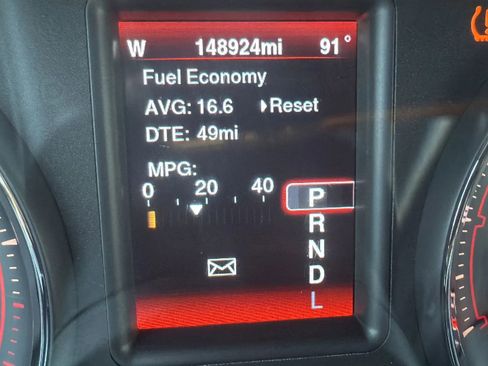 W 148924mi 91°
Fuel Economy
AVG: 16.6 Reset
DTE: 49mi
MPG:
0 20 40
P
R
N
D
L